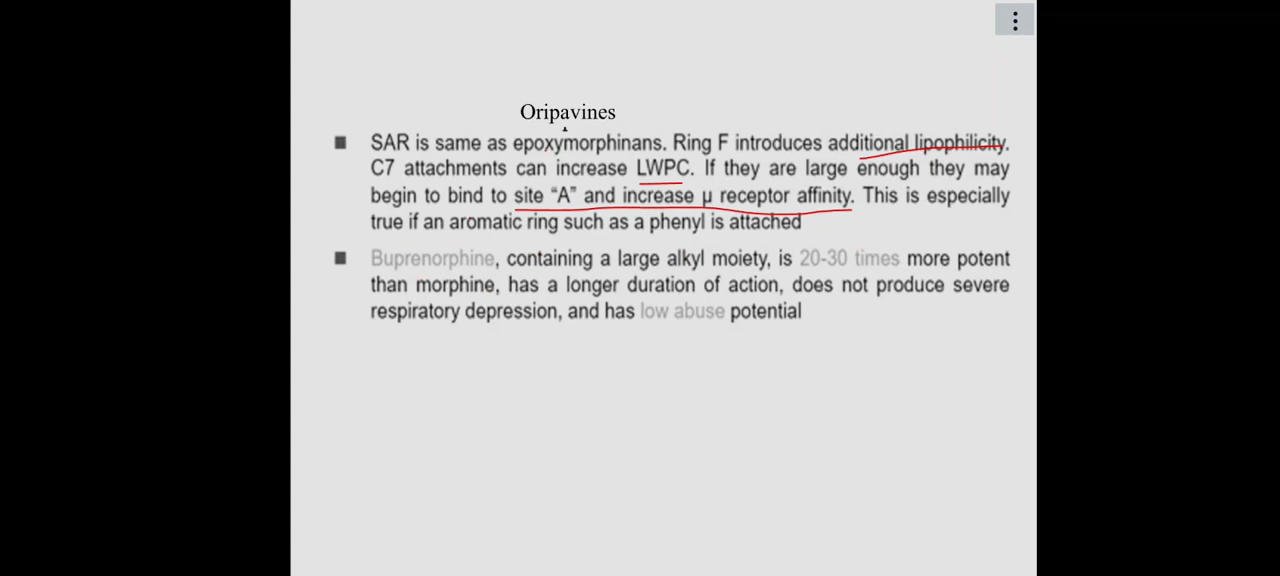 Oripavines
SAR is same as epoxymorphinans. Ring F introduces additional lipophilicity.
C7 attachments can increase LWPC. If they are large enough they may
begin to bind to site “A” and increase μ receptor affinity. This is especially
true if an aromatic ring such as a phenyl is attached
Buprenorphine, containing a large alkyl moiety, is 20-30 times more potent
than morphine, has a longer duration of action, does not produce severe
respiratory depression, and has low abuse potential